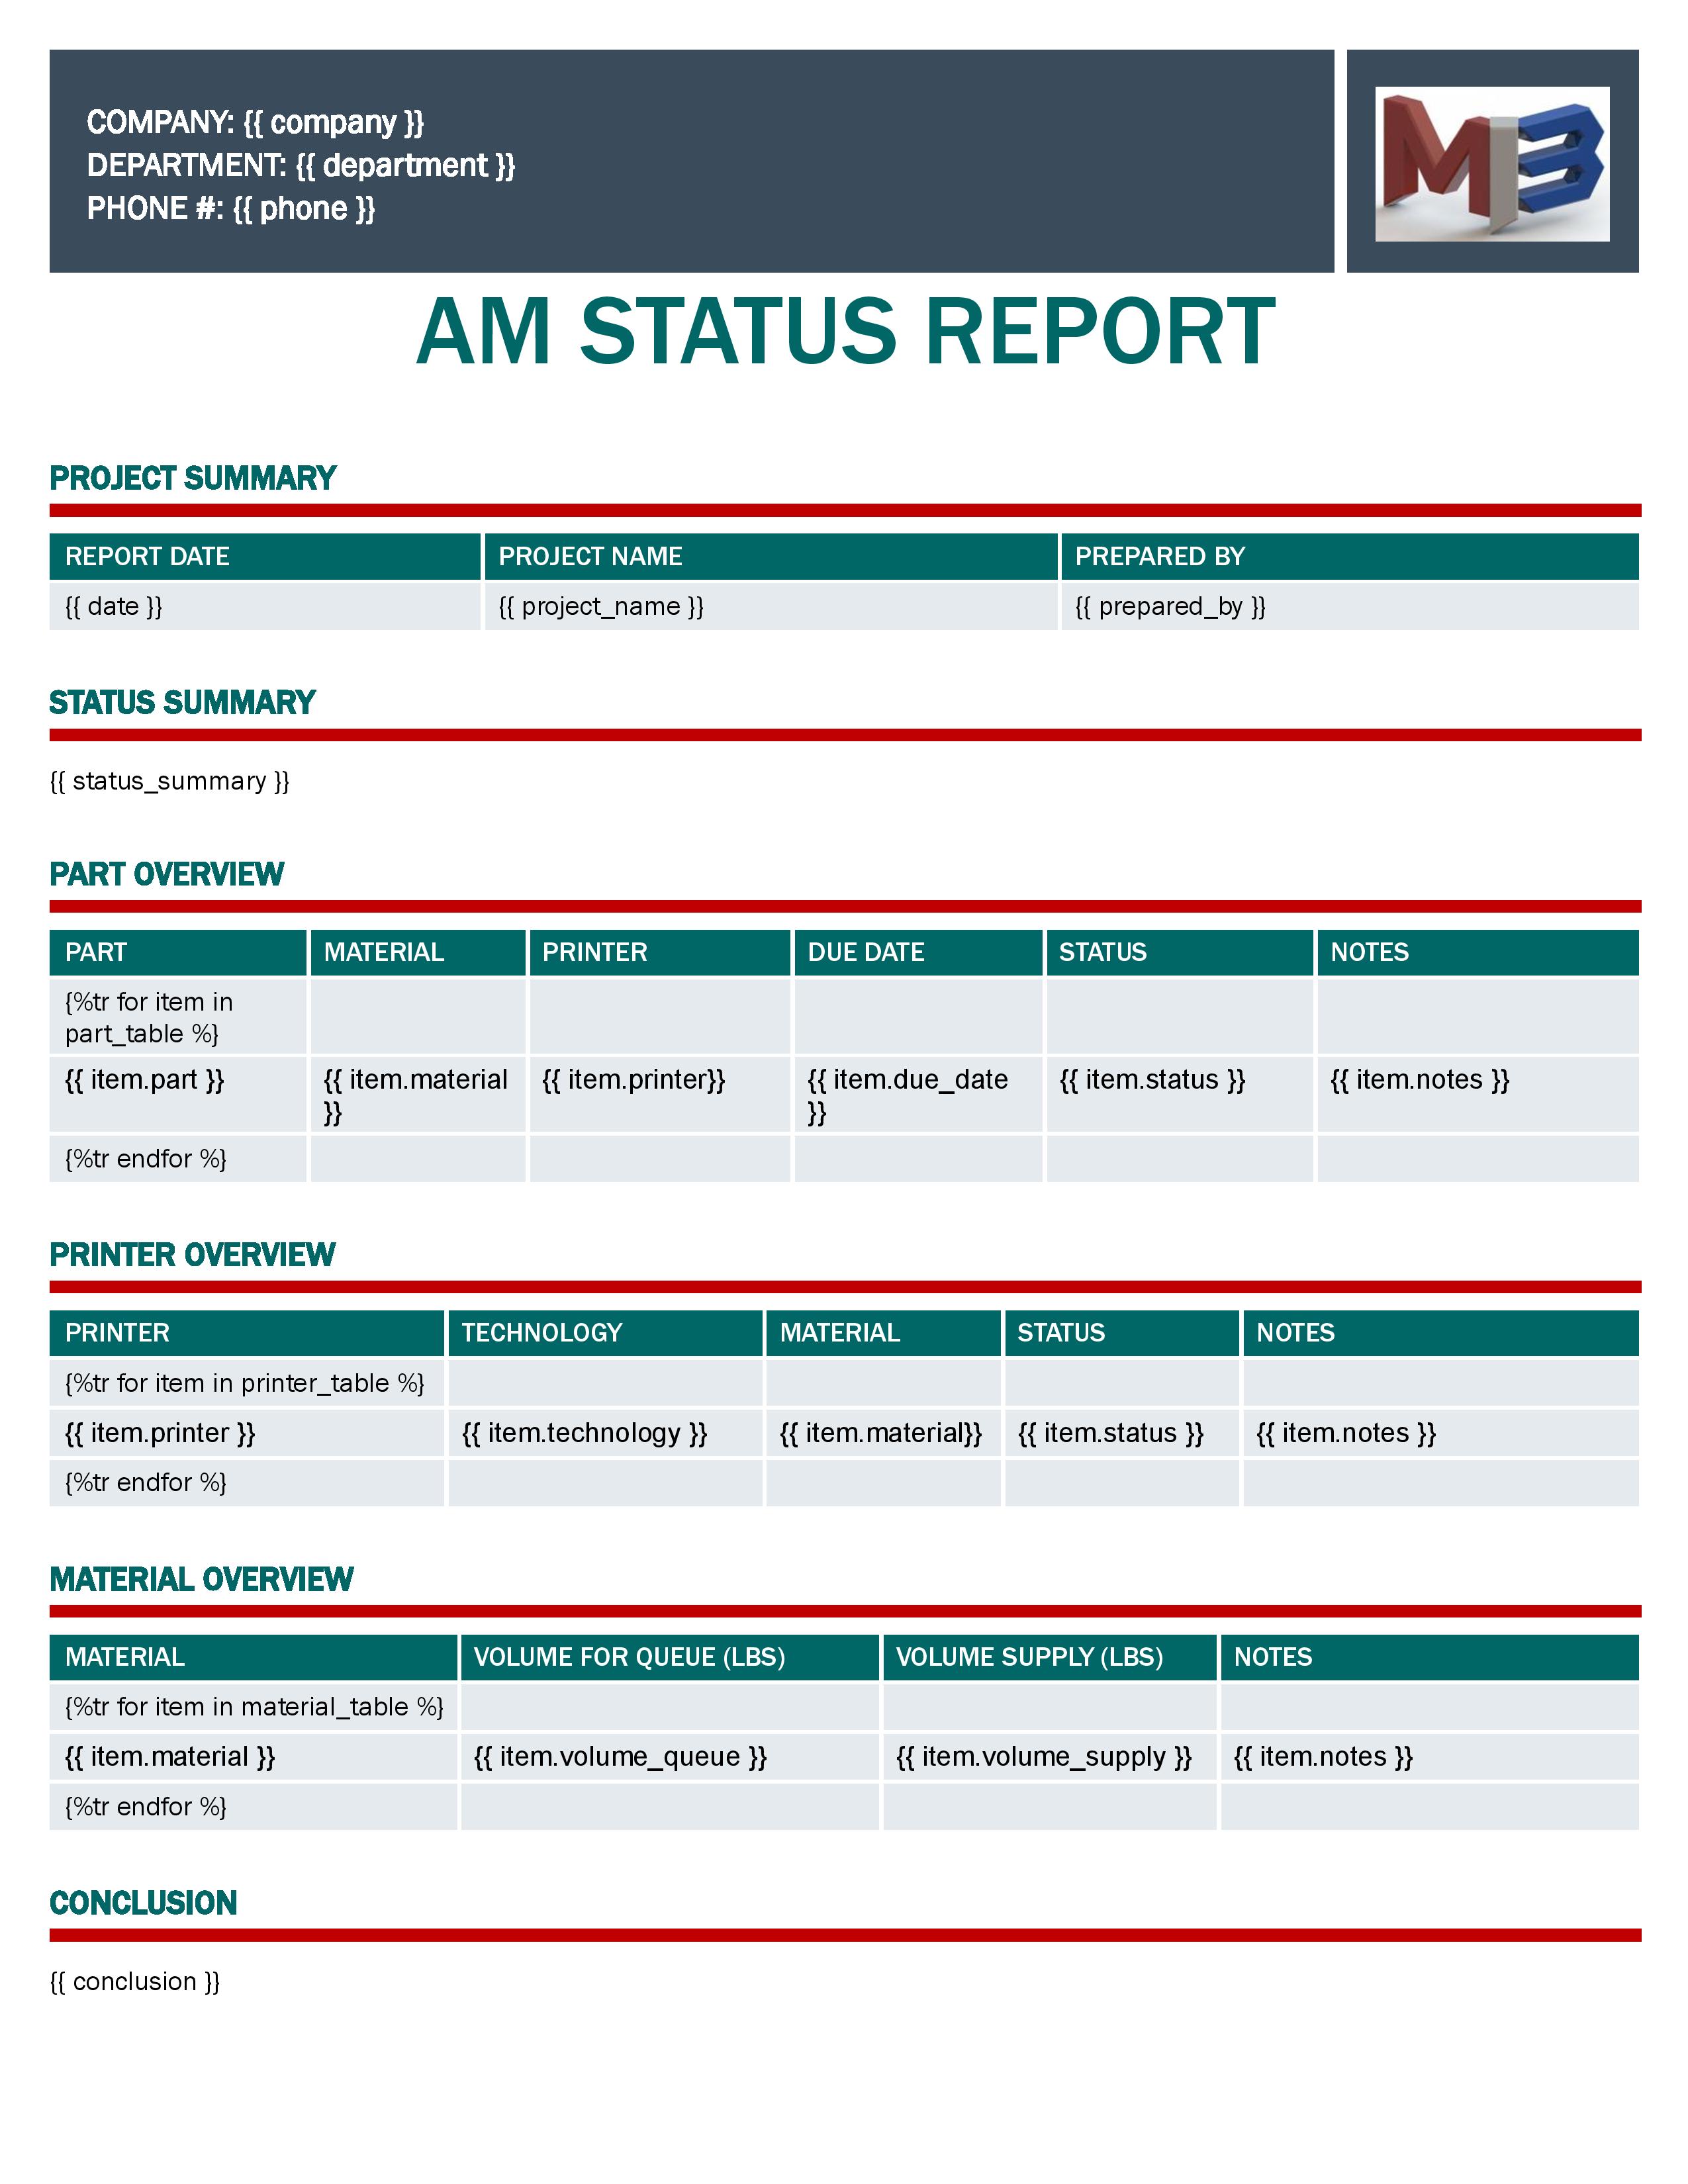 COMPANY: {{ company }}
DEPARTMENT: {{ department }}
PHONE #: {{ phone }}
MB
AM STATUS REPORT
PROJECT SUMMARY
REPORT DATE PROJECT NAME PREPARED BY
{{ date }} {{ project_name }} {{ prepared_by }}
STATUS SUMMARY
{{ status_summary }}
PART OVERVIEW
PART MATERIAL PRINTER DUE DATE STATUS NOTES
{%tr for item in
part_table %}
{{ item.part }} {{ item.material {{ item.printer}} {{ item.due_date {{ item.status }} {{ item.notes }}
}} }}
{%tr endfor %}
PRINTER OVERVIEW
PRINTER TECHNOLOGY MATERIAL STATUS NOTES
{%tr for item in printer_table %}
{{ item.printer }} {{ item.technology }} {{ item.material}} {{ item.status }} {{ item.notes }}
{%tr endfor %}
MATERIAL OVERVIEW
MATERIAL VOLUME FOR QUEUE (LBS) VOLUME SUPPLY (LBS) NOTES
{%tr for item in material_table %}
{{ item.material }} {{ item.volume_queue }} {{ item.volume_supply }} {{ item.notes }}
{%tr endfor %}
CONCLUSION
{{ conclusion }}